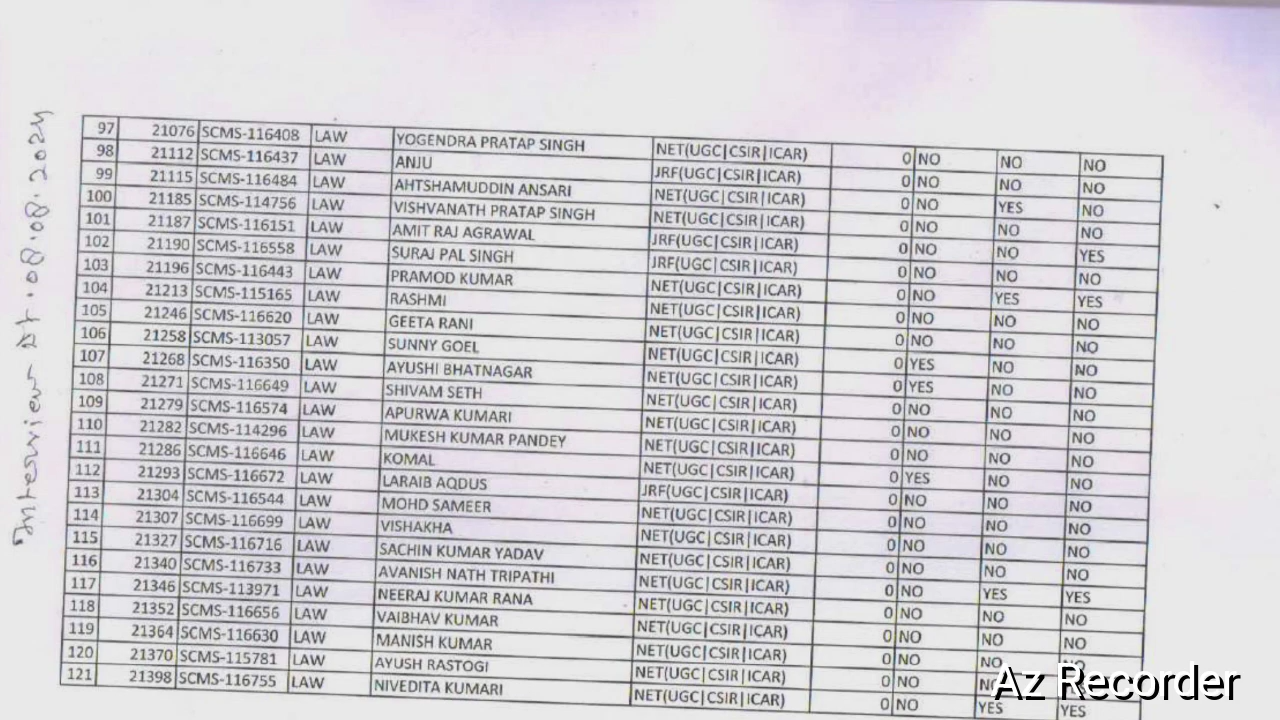 Interview Dt. 08.08.2024
97 21076 SCMS-116408 LAW YOGENDRA PRATAP SINGH NET(UGC|CSIR|ICAR) 0 NO NO NO
98 21112 SCMS-116437 LAW ANJU JRF(UGC|CSIR|ICAR) 0 NO NO NO
99 21115 SCMS-116484 LAW AHTSHAMUDDIN ANSARI NET(UGC|CSIR|ICAR) 0 NO YES NO
100 21185 SCMS-114756 LAW VISHVANATH PRATAP SINGH NET(UGC|CSIR|ICAR) 0 NO NO NO
101 21187 SCMS-116151 LAW AMIT RAJ AGRAWAL JRF(UGC|CSIR|ICAR) 0 NO NO YES
102 21190 SCMS-116558 LAW SURAJ PAL SINGH JRF(UGC|CSIR|ICAR) 0 NO NO NO
103 21196 SCMS-116443 LAW PRAMOD KUMAR NET(UGC|CSIR|ICAR) 0 NO YES YES
104 21213 SCMS-115165 LAW RASHMI NET(UGC|CSIR|ICAR) 0 NO NO NO
105 21246 SCMS-116620 LAW GEETA RANI NET(UGC|CSIR|ICAR) 0 NO NO NO
106 21258 SCMS-113057 LAW SUNNY GOEL NET(UGC|CSIR|ICAR) 0 YES NO NO
107 21268 SCMS-116350 LAW AYUSHI BHATNAGAR NET(UGC|CSIR|ICAR) 0 YES NO NO
108 21271 SCMS-116649 LAW SHIVAM SETH NET(UGC|CSIR|ICAR) 0 NO NO NO
109 21279 SCMS-116574 LAW APURWA KUMARI NET(UGC|CSIR|ICAR) 0 NO NO NO
110 21282 SCMS-114296 LAW MUKESH KUMAR PANDEY NET(UGC|CSIR|ICAR) 0 NO NO NO
111 21286 SCMS-116646 LAW KOMAL NET(UGC|CSIR|ICAR) 0 YES NO NO
112 21293 SCMS-116672 LAW LARAIB AQDUS JRF(UGC|CSIR|ICAR) 0 NO NO NO
113 21304 SCMS-116544 LAW MOHD SAMEER NET(UGC|CSIR|ICAR) 0 NO NO NO
114 21307 SCMS-116699 LAW VISHAKHA NET(UGC|CSIR|ICAR) 0 NO NO NO
115 21327 SCMS-116716 LAW SACHIN KUMAR YADAV NET(UGC|CSIR|ICAR) 0 NO NO NO
116 21340 SCMS-116733 LAW AVANISH NATH TRIPATHI NET(UGC|CSIR|ICAR) 0 NO YES YES
117 21346 SCMS-113971 LAW NEERAJ KUMAR RANA NET(UGC|CSIR|ICAR) 0 NO NO NO
118 21352 SCMS-116656 LAW VAIBHAV KUMAR NET(UGC|CSIR|ICAR) 0 NO NO NO
119 21364 SCMS-116630 LAW MANISH KUMAR NET(UGC|CSIR|ICAR) 0 NO NO NO
120 21370 SCMS-115781 LAW AYUSH RASTOGI NET(UGC|CSIR|ICAR) 0 NO
121 21398 SCMS-116755 LAW NIVEDITA KUMARI NET(UGC|CSIR|ICAR) 0 NO YES YES
Az Recorder